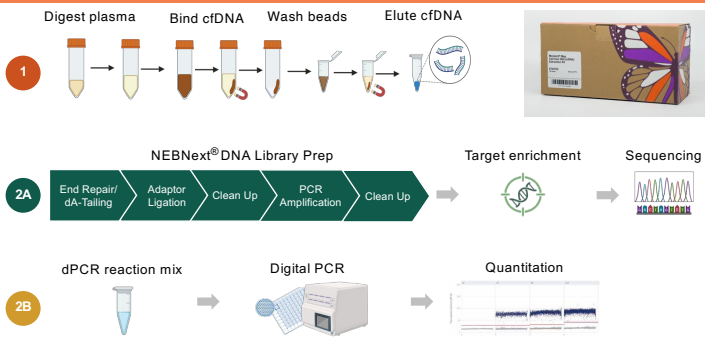 Digest plasma
Bind cfDNA
Wash beads
Elute cfDNA
1
NEBNext® DNA Library Prep
Target enrichment
Sequencing
2A
End Repair/
dA-Tailing
Adaptor
Ligation
Clean Up
PCR
Amplification
Clean Up
dPCR reaction mix
Digital PCR
Quantitation
2B